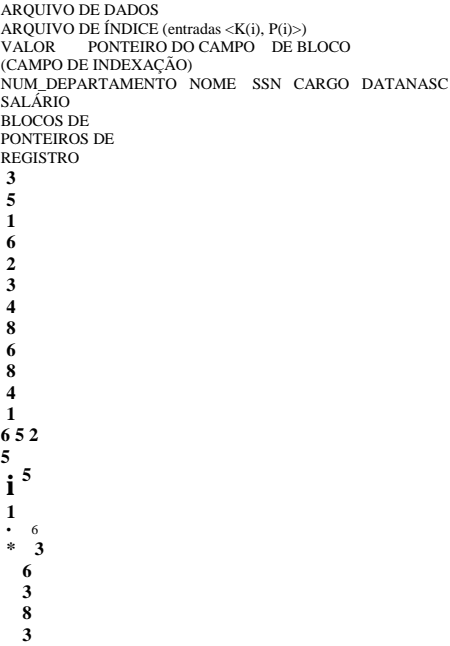 ARQUIVO DE DADOS
ARQUIVO DE ÍNDICE (entradas <K(i), P(i)>)
VALOR PONTEIRO DO CAMPO DE BLOCO
(CAMPO DE INDEXAÇÃO)
NUM_DEPARTAMENTO NOME SSN CARGO DATANASC
SALÁRIO
BLOCOS DE
PONTEIROS DE
REGISTRO
3
5
1
6
2
3
4
8
6
8
4
1
6 5 2
5
i 5
1
• 6
* 3
6
3
8
3